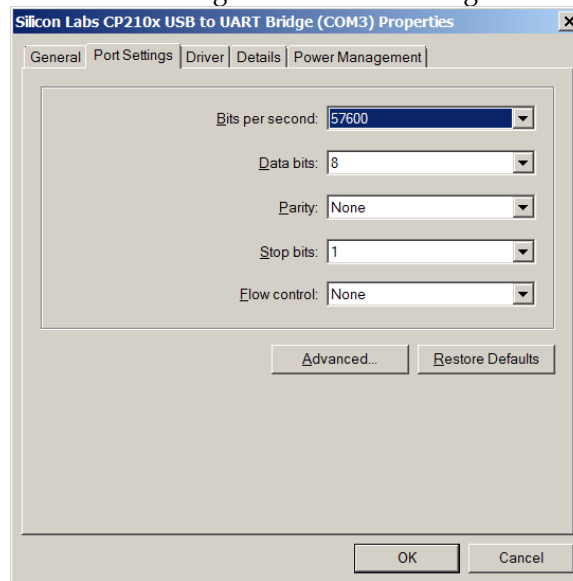 Silicon Labs CP210x USB to UART Bridge (COM3) Properties
General Port Settings Driver Details Power Management
Bits per second: 57600
Data bits: 8
Parity: None
Stop bits: 1
Flow control: None
Advanced... Restore Defaults
OK Cancel